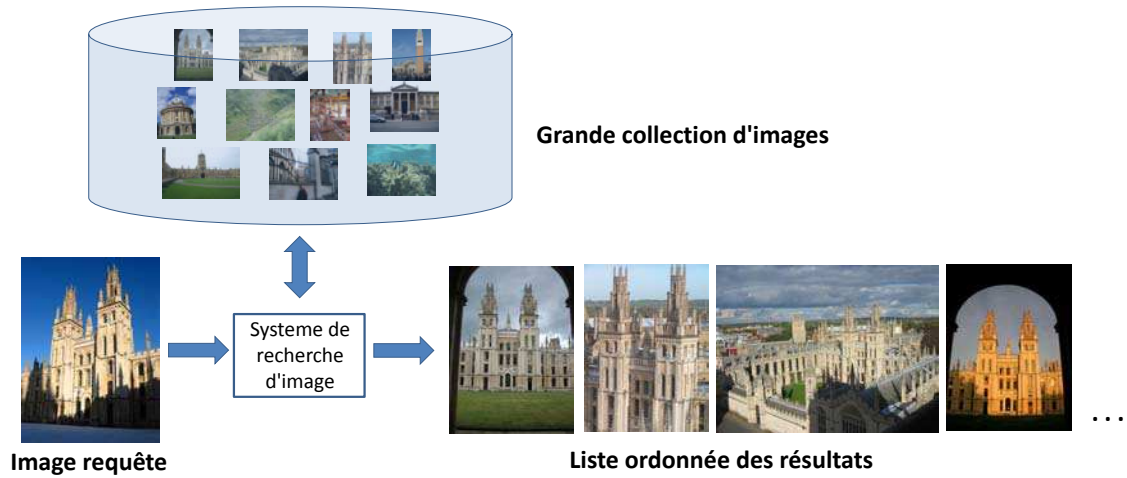 Grande collection d'images
Systeme de
recherche
d'image
Image requête
Liste ordonnée des résultats
. . .